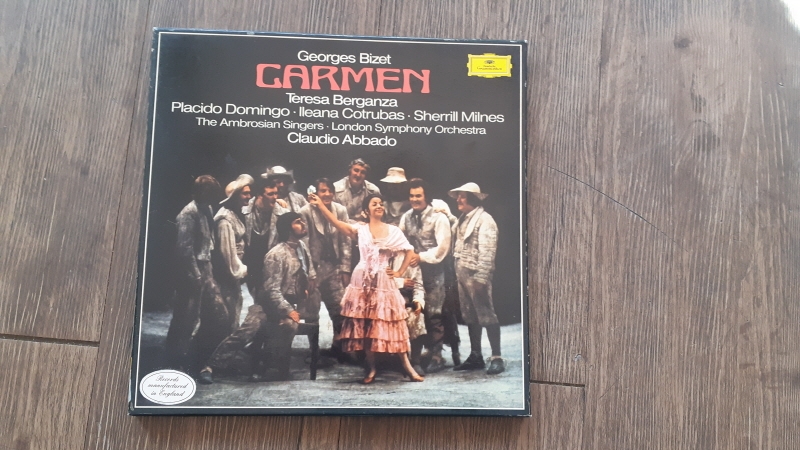 Georges Bizet
CARMEN
Teresa Berganza
Placido Domingo · Ileana Cotrubas · Sherrill Milnes
The Ambrosian Singers · London Symphony Orchestra
Claudio Abbado
Records
manufactured
in England